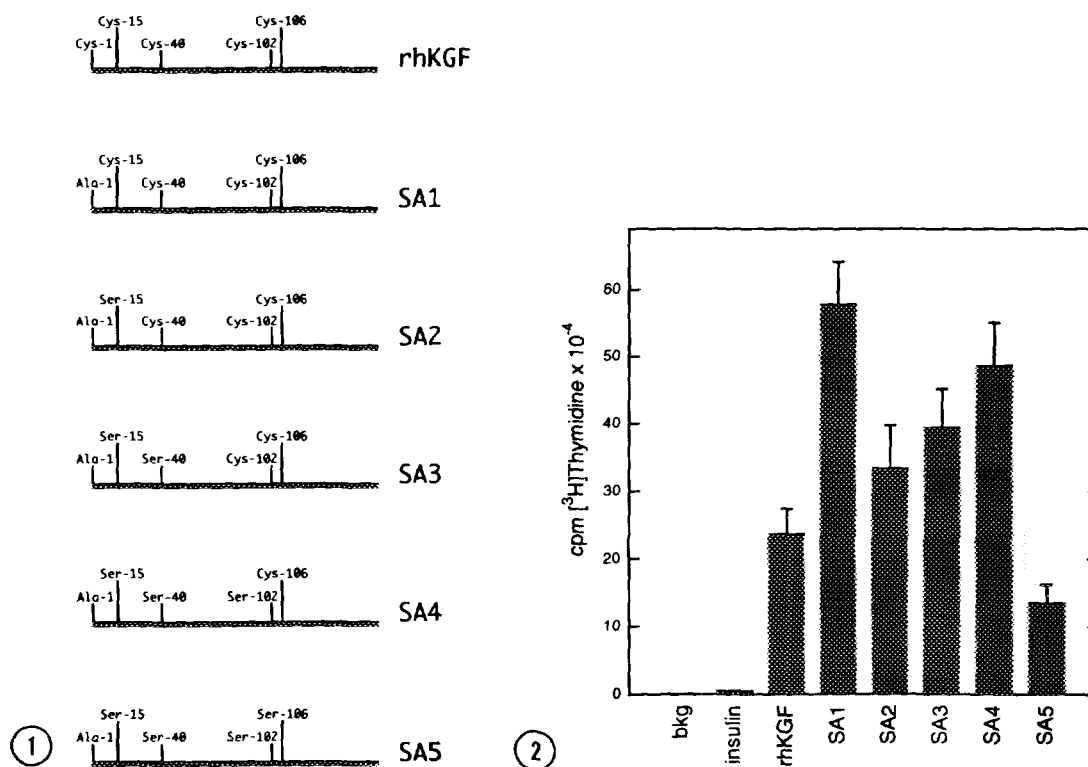 Cys-15 Cys-106
Cys-1 Cys-40 Cys-102
rhKGF
Cys-15 Cys-106
Ala-1 Cys-40 Cys-102
SA1
Ser-15 Cys-106
Ala-1 Cys-40 Cys-102
SA2
Ser-15 Cys-106
Ala-1 Ser-40 Cys-102
SA3
Ser-15 Cys-106
Ala-1 Ser-40 Ser-102
SA4
Ser-15 Ser-106
Ala-1 Ser-40 Ser-102
SA5
1
cpm [³H]Thymidine x 10⁻⁴
60
50
40
30
20
10
0
bkg
insulin
rhKGF
SA1
SA2
SA3
SA4
SA5
2